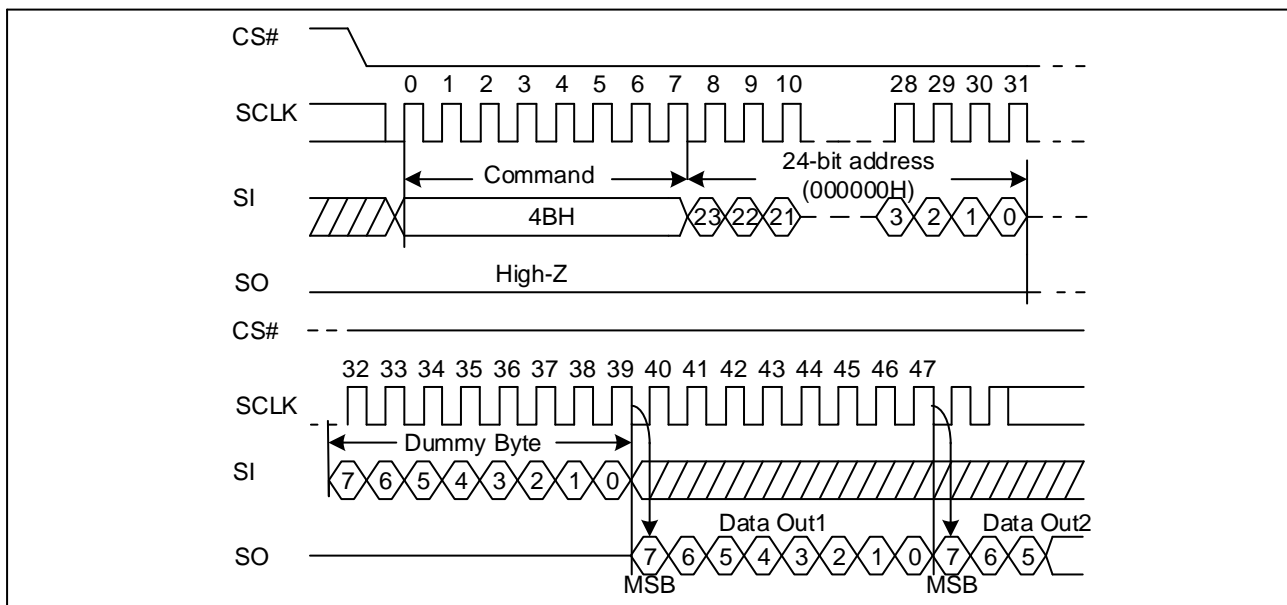 CS#
0 1 2 3 4 5 6 7 8 9 10 28 29 30 31
SCLK
Command 24-bit address
(000000H)
SI
4BH 23 22 21 3 2 1 0
High-Z
SO
CS#
32 33 34 35 36 37 38 39 40 41 42 43 44 45 46 47
SCLK
Dummy Byte
SI
7 6 5 4 3 2 1 0
Data Out1 Data Out2
SO
7 6 5 4 3 2 1 0 7 6 5
MSB MSB